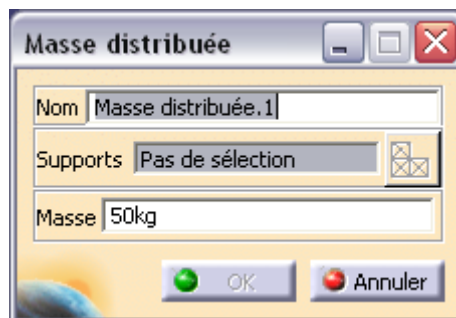 Masse distribuée
Nom Masse distribuée.1
Supports Pas de sélection
Masse 50kg
OK Annuler